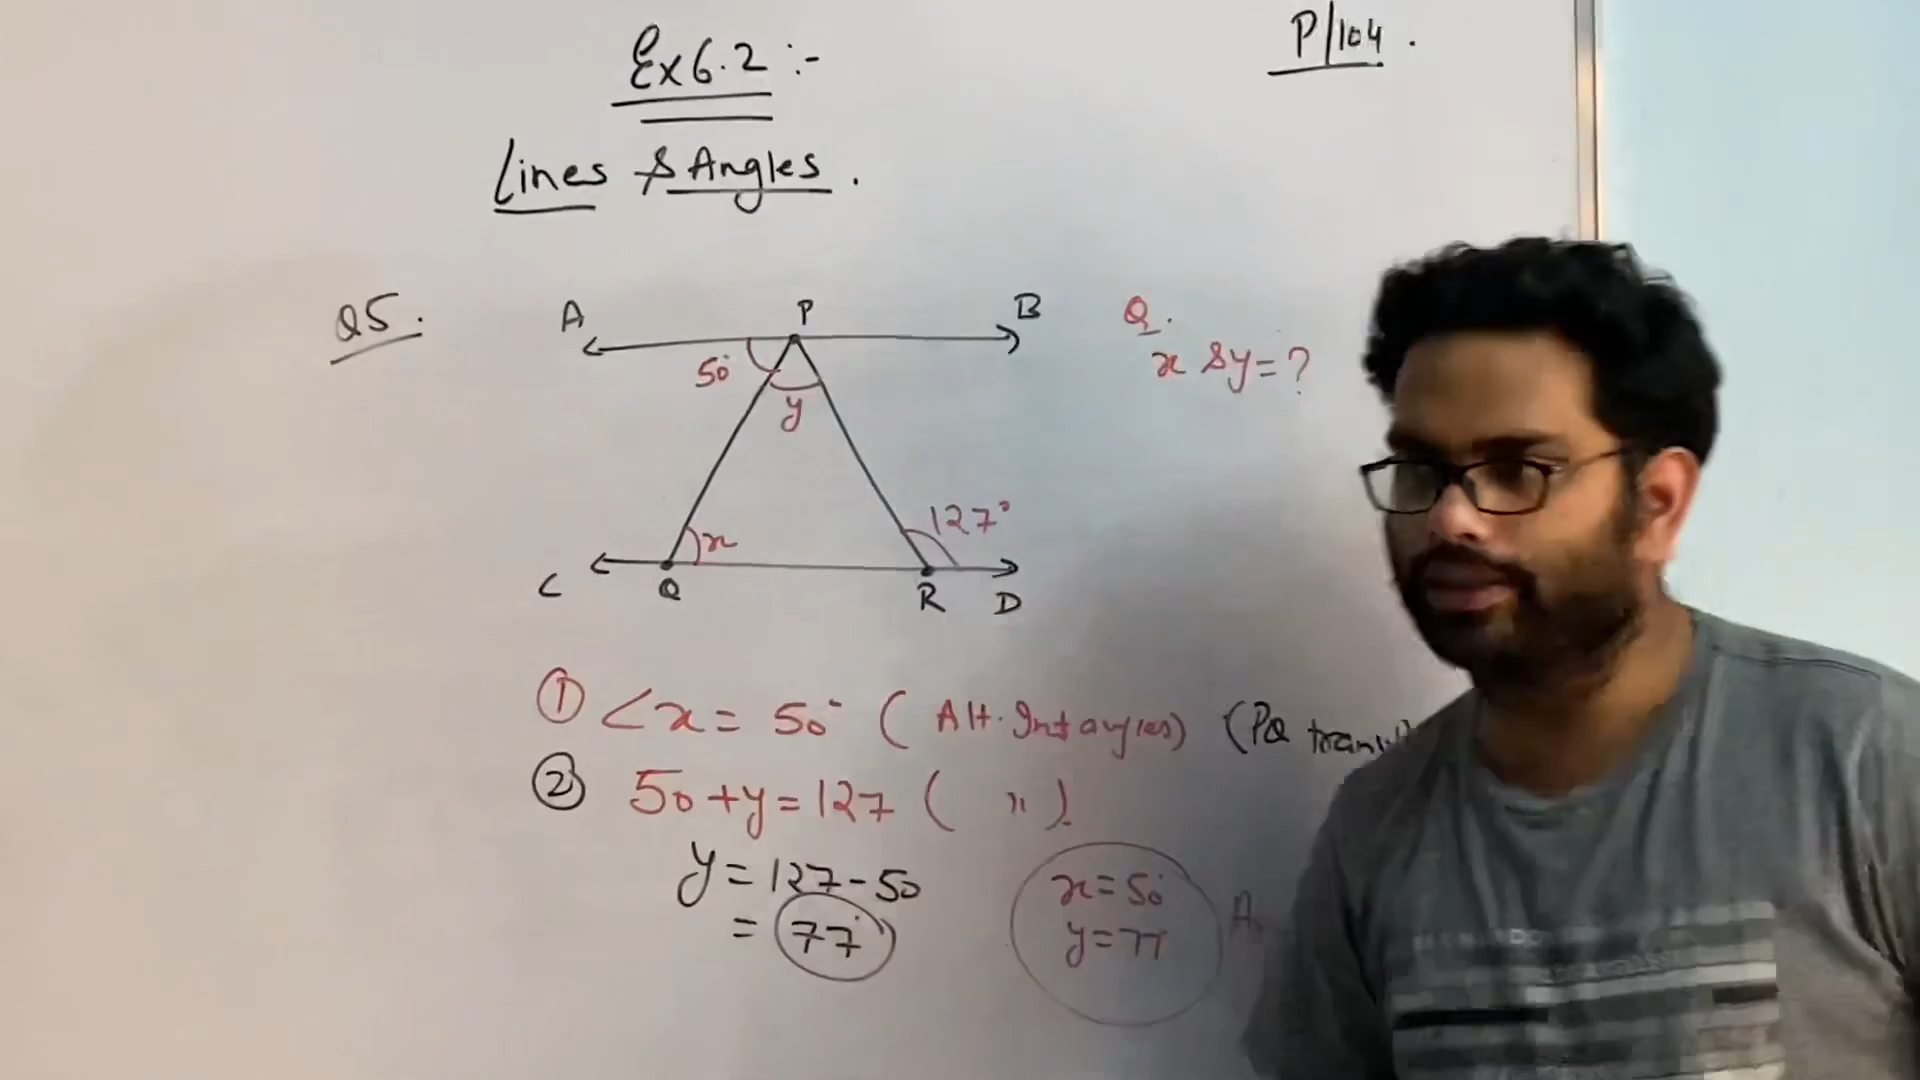 Ex 6.2 :-
P/104 .
Lines & Angles .
Q5 .
A P B
50°
y
Q.
x & y = ?
x
127°
C Q R D
① <x = 50° ( Alt. Int angles) (PQ
② 50 + y = 127 ( " ).
y = 127 - 50
= 77°
x = 50°
y = 77